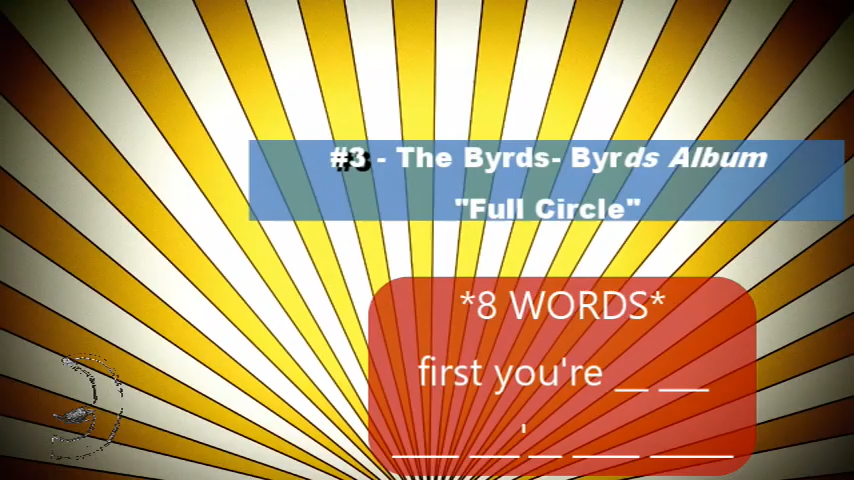 #3 - The Byrds- Byrds Album
"Full Circle"
*8 WORDS*
first you're __ ___
____ ___'__ ____ _____